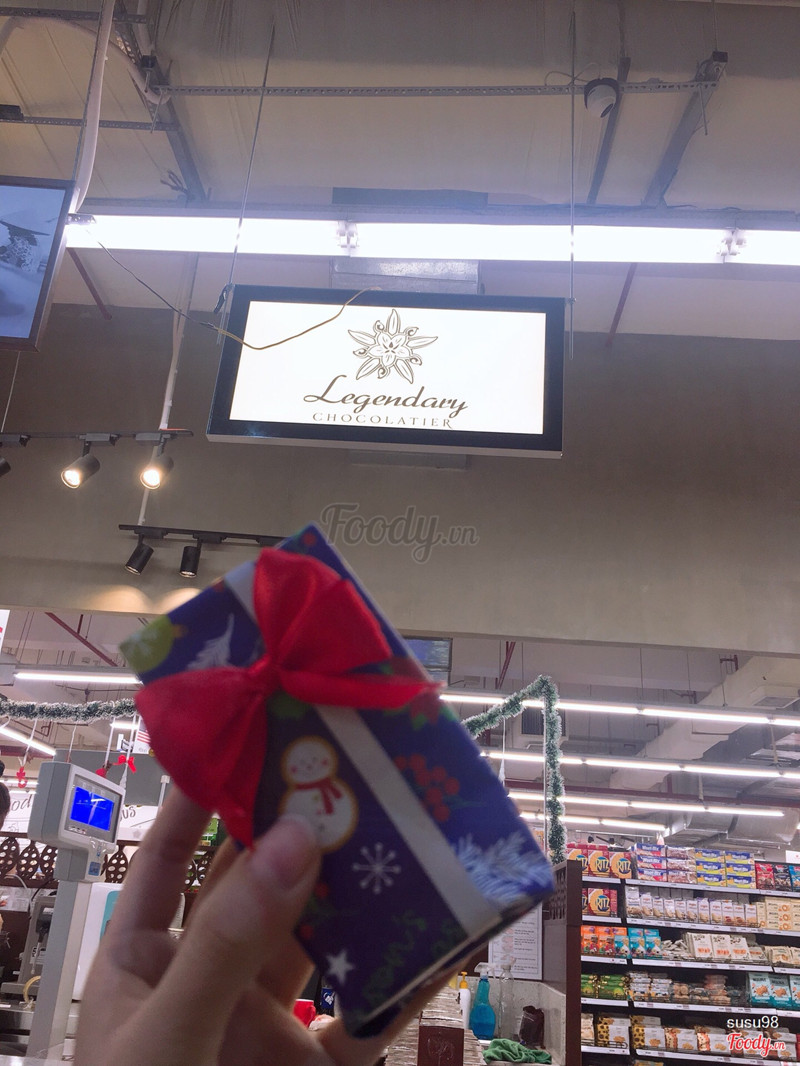 Legendary
CHOCOLATIER
Foody.vn
RITZ
susu98
Foody.vn